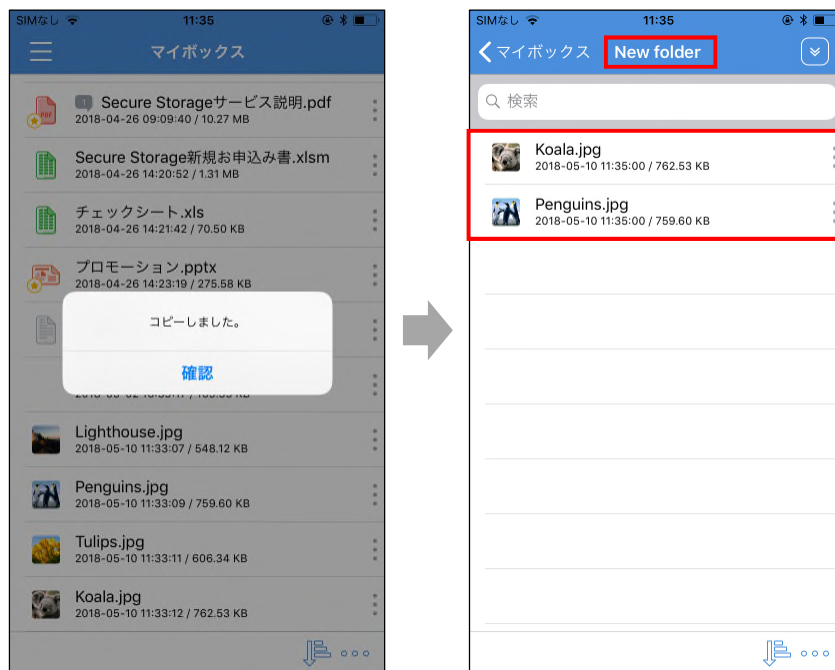 SIMなし 11:35
マイボックス
1 Secure Storageサービス説明.pdf
PDF
2018-04-26 09:09:40 / 10.27 MB
Secure Storage新規お申込み書.xlsm
2018-04-26 14:20:52 / 1.31 MB
チェックシート.xls
2018-04-26 14:21:42 / 70.50 KB
プロモーション.pptx
2018-04-26 14:23:19 / 275.58 KB
コピーしました。
確認
Lighthouse.jpg
2018-05-10 11:33:07 / 548.12 KB
Penguins.jpg
2018-05-10 11:33:09 / 759.60 KB
Tulips.jpg
2018-05-10 11:33:11 / 606.34 KB
Koala.jpg
2018-05-10 11:33:12 / 762.53 KB
SIMなし 11:35
マイボックス New folder
検索
Koala.jpg
2018-05-10 11:35:00 / 762.53 KB
Penguins.jpg
2018-05-10 11:35:00 / 759.60 KB